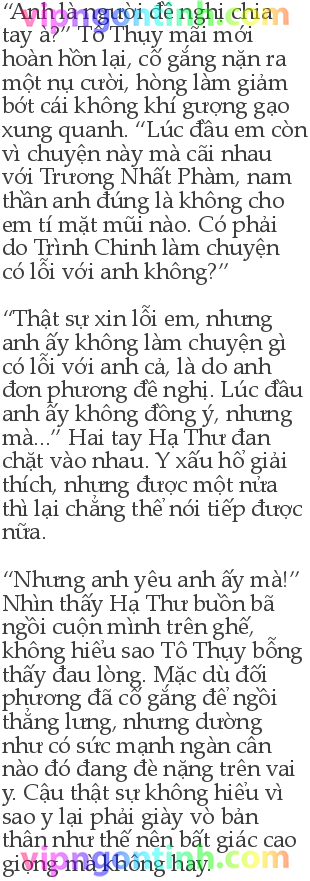 vipngontinh.com
“Anh là người đề nghị chia
tay à?” Tô Thụy mãi mới
hoàn hồn lại, cố gắng nặn ra
một nụ cười, hòng làm giảm
bớt cái không khí gượng gạo
xung quanh. “Lúc đầu em còn
vì chuyện này mà cãi nhau
với Trương Nhất Phàm, nam
thần anh đúng là không cho
em tí mặt mũi nào. Có phải
do Trình Chinh làm chuyện
có lỗi với anh không?”
“Thật sự xin lỗi em, nhưng
anh ấy không làm chuyện gì
có lỗi với anh cả, là do anh
đơn phương đề nghị. Lúc đầu
anh ấy không đồng ý, nhưng
mà...” Hai tay Hạ Thư đan
chặt vào nhau. Y xấu hổ giải
thích, nhưng được một nửa
thì lại chẳng thể nói tiếp được
nữa.
“Nhưng anh yêu anh ấy mà!”
Nhìn thấy Hạ Thư buồn bã
ngồi cuộn mình trên ghế,
không hiểu sao Tô Thụy bỗng
thấy đau lòng. Mặc dù đối
phương đã cố gắng để ngồi
thẳng lưng, nhưng dường
như có sức mạnh ngàn cân
nào đó đang đè nặng trên vai
y. Cậu thật sự không hiểu vì
sao y lại phải giày vò bản
thân như thế nên bất giác cao
giọng mà không hay.
vipngontinh.com